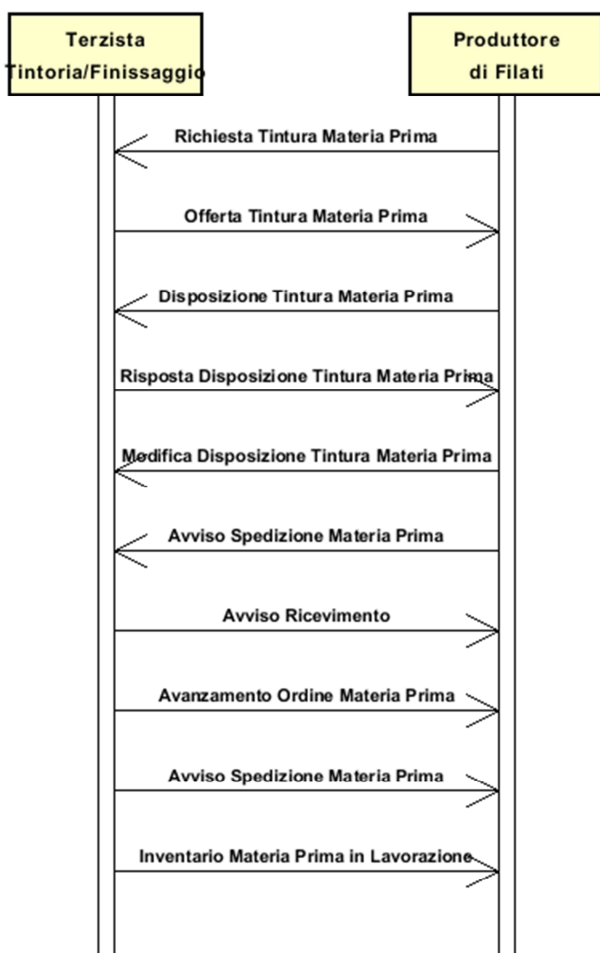 Terzista
Tintoria/Finissaggio
Produttore
di Filati
Richiesta Tintura Materia Prima
Offerta Tintura Materia Prima
Disposizione Tintura Materia Prima
Risposta Disposizione Tintura Materia Prima
Modifica Disposizione Tintura Materia Prima
Avviso Spedizione Materia Prima
Avviso Ricevimento
Avanzamento Ordine Materia Prima
Avviso Spedizione Materia Prima
Inventario Materia Prima in Lavorazione